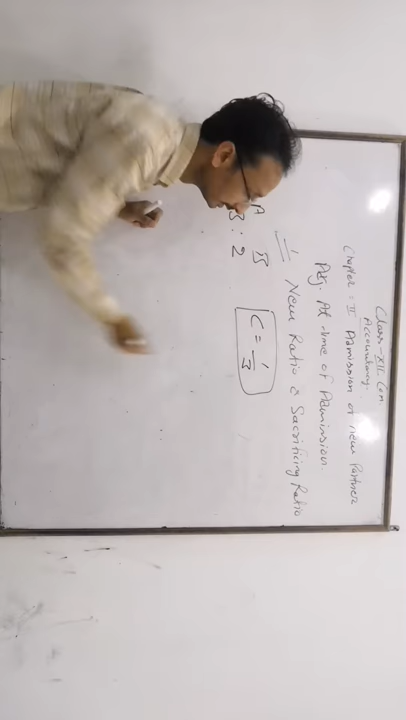 Class-XII Com
Accountancy
Chapter = II Admission of new Partner
Adj. At time of Admission
1 New Ratio & Sacrificing Ratio
A B
3 : 2
C = 1/3